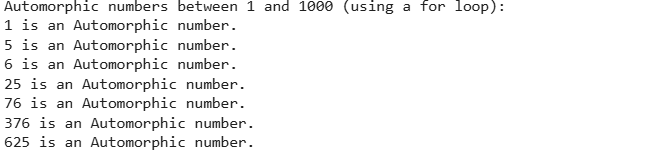 Automorphic numbers between 1 and 1000 (using a for loop):
1 is an Automorphic number.
5 is an Automorphic number.
6 is an Automorphic number.
25 is an Automorphic number.
76 is an Automorphic number.
376 is an Automorphic number.
625 is an Automorphic number.